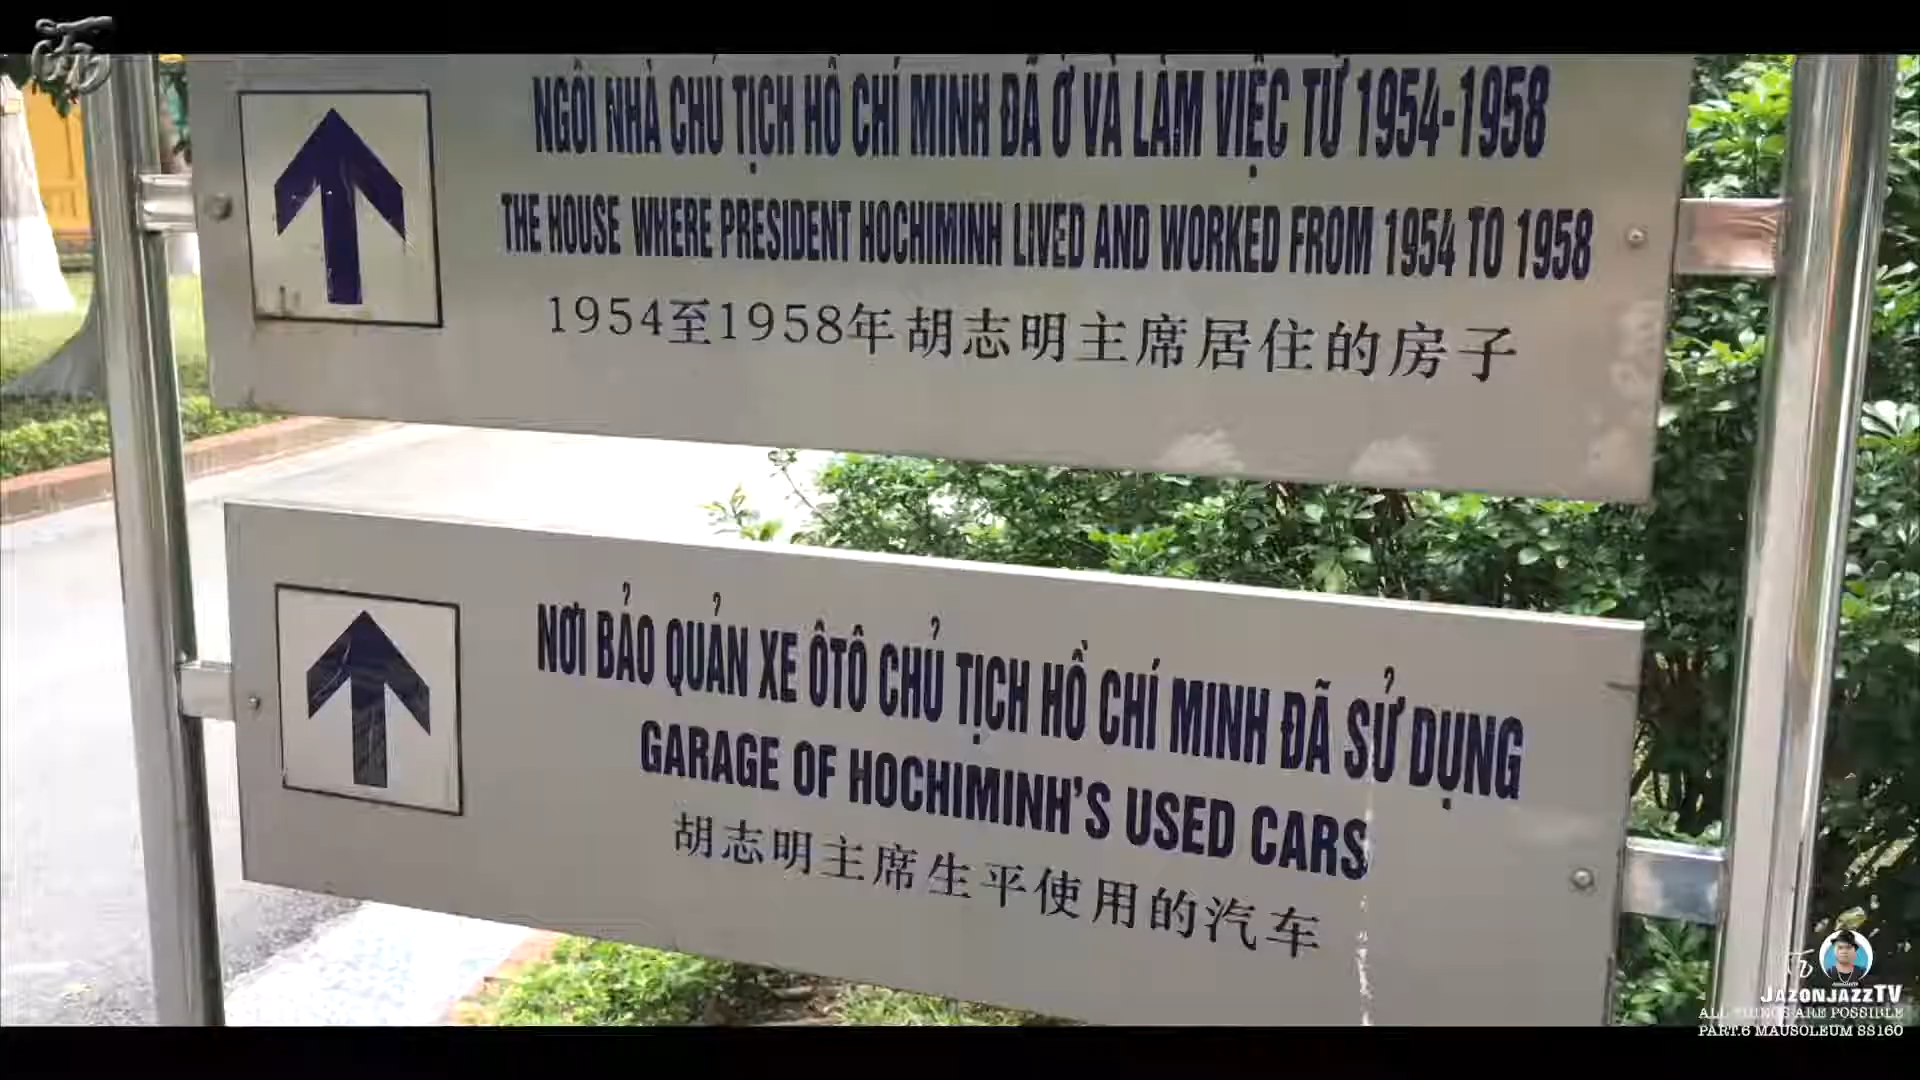 NGÔI NHÀ CHỦ TỊCH HỒ CHÍ MINH ĐÃ Ở VÀ LÀM VIỆC TỪ 1954-1958
THE HOUSE WHERE PRESIDENT HOCHIMINH LIVED AND WORKED FROM 1954 TO 1958
1954至1958年胡志明主席居住的房子
NƠI BẢO QUẢN XE ÔTÔ CHỦ TỊCH HỒ CHÍ MINH ĐÃ SỬ DỤNG
GARAGE OF HOCHIMINH'S USED CARS
胡志明主席生平使用的汽车
JAZONJAZZTV
ALL THINGS ARE POSSIBLE
PART.6 MAUSOLEUM SS160